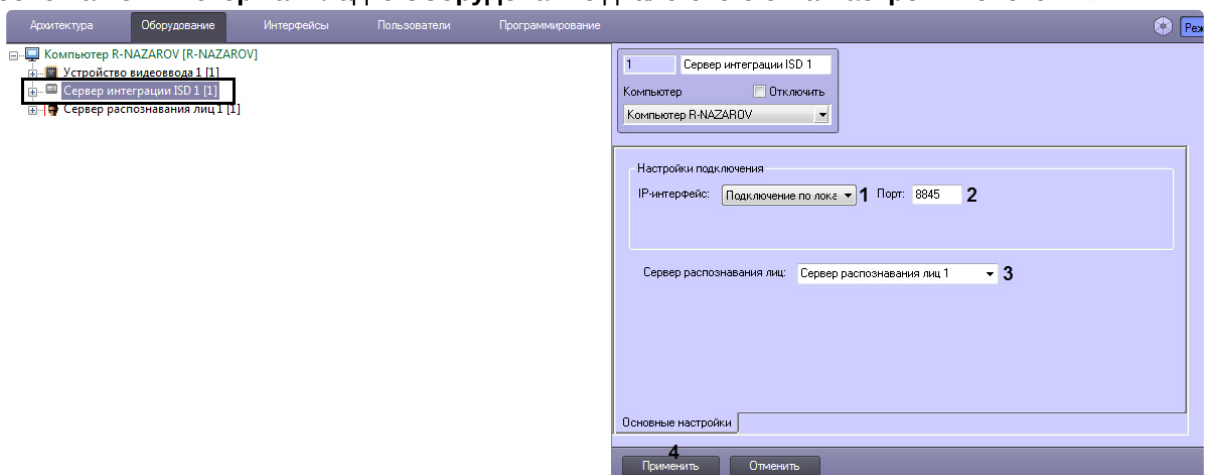 Архитектура Оборудование Интерфейсы Пользователи Программирование
Компьютер R-NAZAROV [R-NAZAROV]
Устройство видеоввода 1 [1]
Сервер интеграции ISD 1 [1]
Сервер распознавания лиц 1 [1]
1 Сервер интеграции ISD 1
Компьютер Отключить
Компьютер R-NAZAROV
Настройки подключения
IP-интерфейс: Подключение по лока 1 Порт: 8845 2
Сервер распознавания лиц: Сервер распознавания лиц 1 3
Основные настройки
4
Применить Отменить